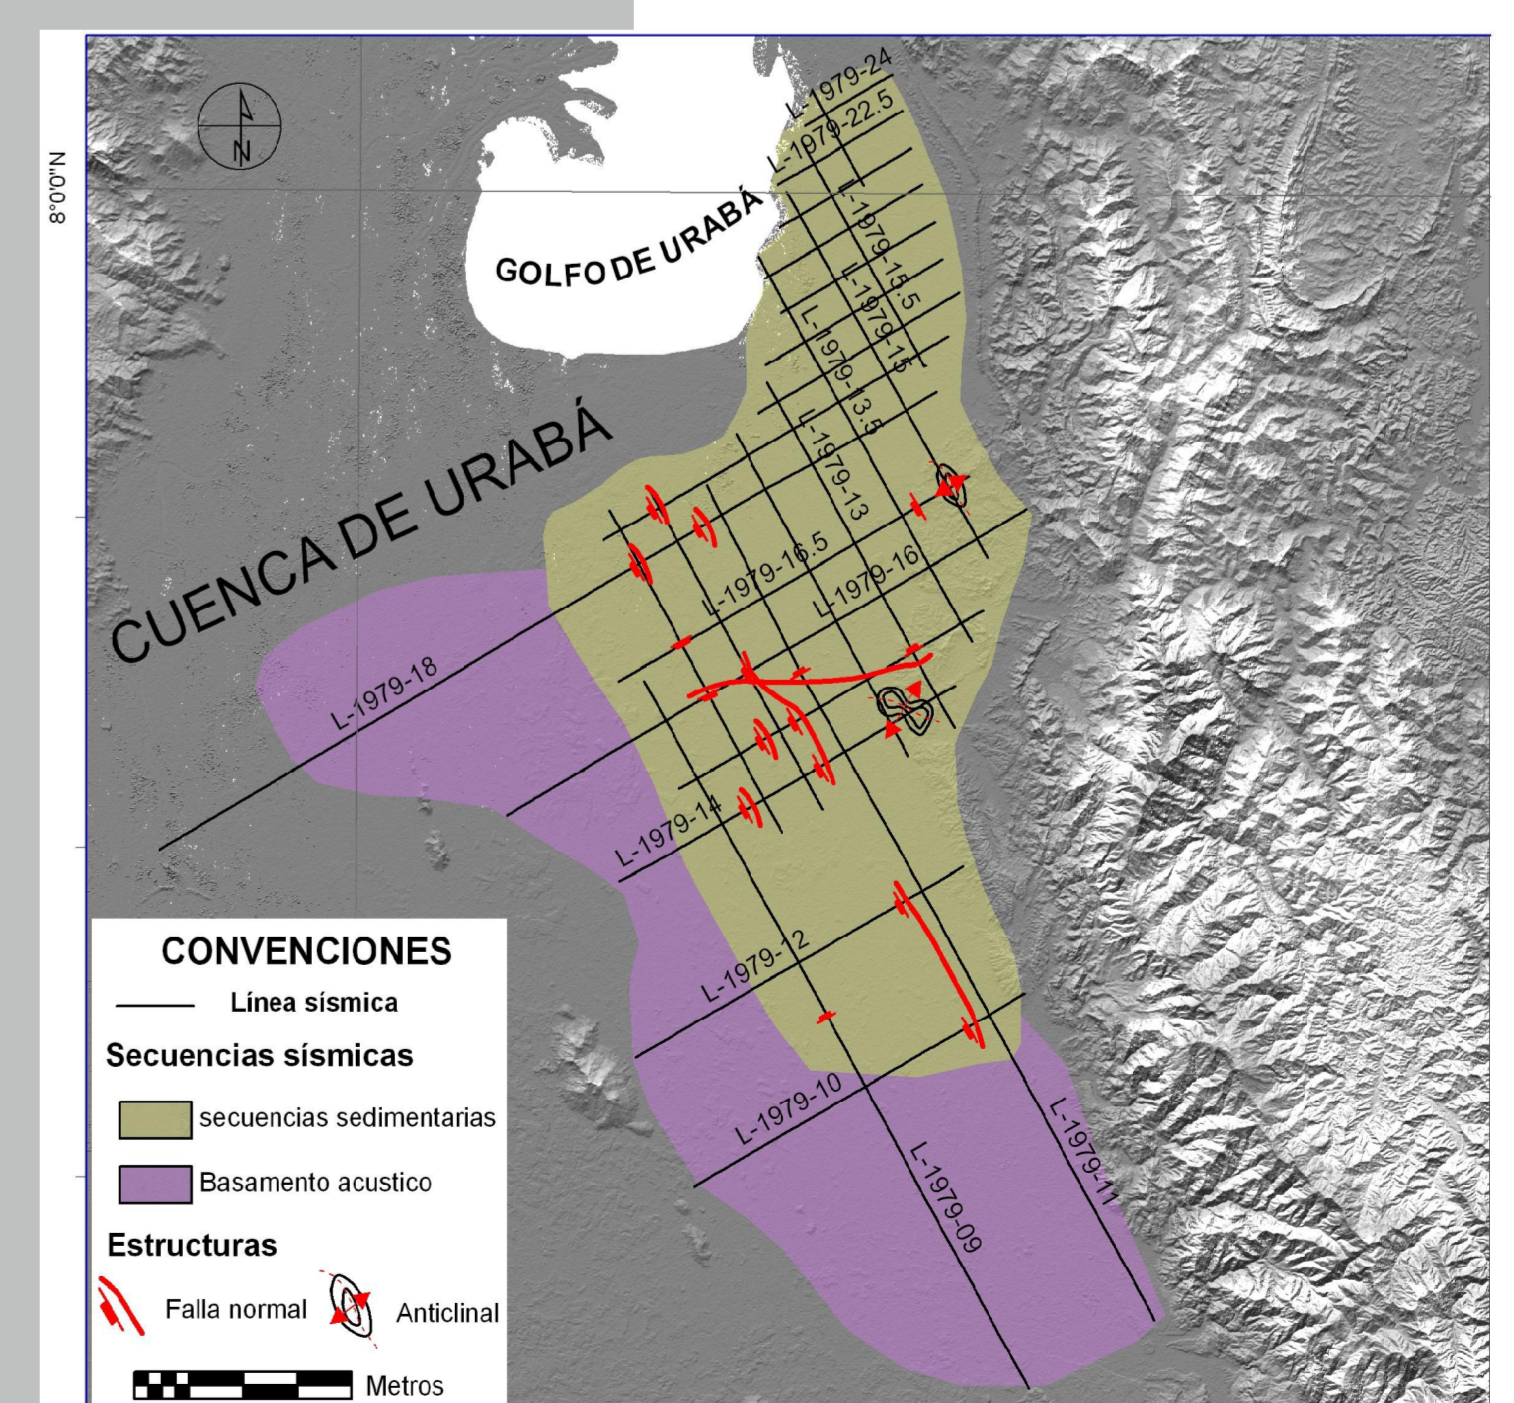 L-1979-24
L-1979-22.5
8°0'0"N
N
GOLFO DE URABÁ
L-1979-15.5
L-1979-15
L-1979-13.5
L-1979-13
CUENCA DE URABÁ
L-1979-16.5
L-1979-16
L-1979-18
L-1979-14
L-1979-12
L-1979-10
L-1979-11
L-1979-09
CONVENCIONES
Línea sísmica
Secuencias sísmicas
secuencias sedimentarias
Basamento acustico
Estructuras
Falla normal
Anticlinal
Metros